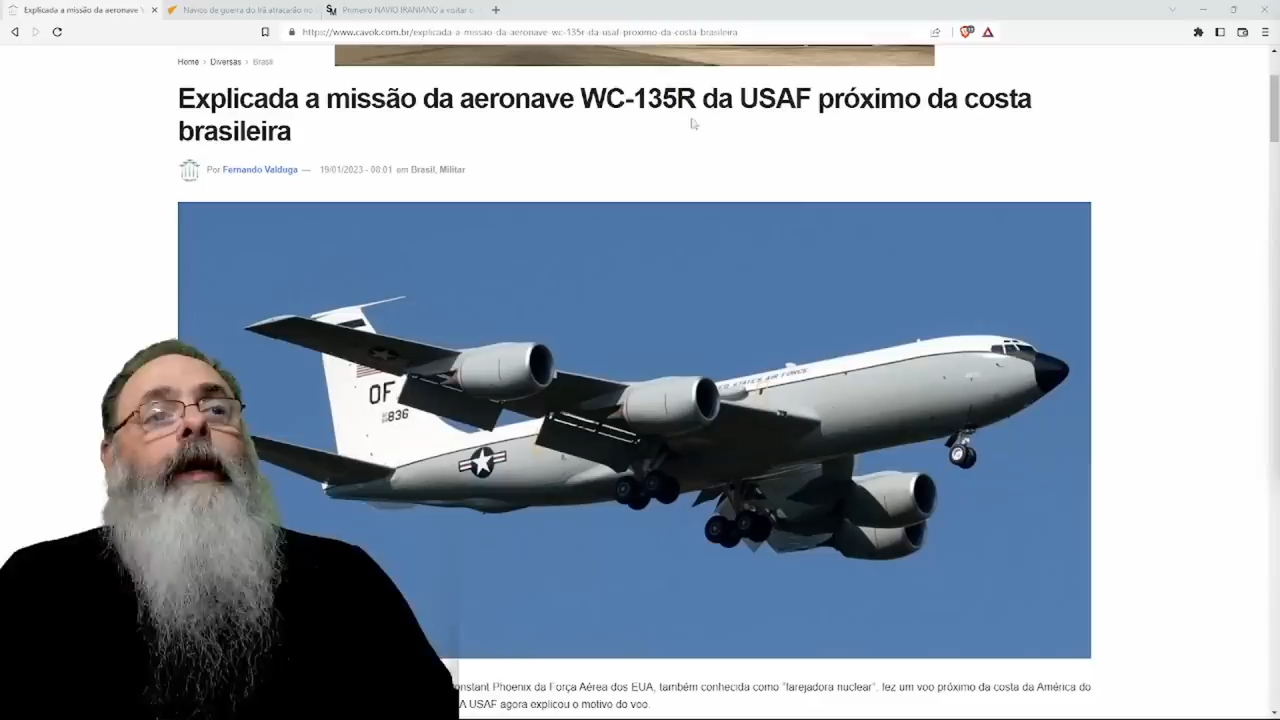 Explicada a missão da aeronave
Navios de guerra do Irã atracarão no
Primeiro NAVIO IRANIANO a visitar o
https://www.cavok.com.br/explicada-a-missao-da-aeronave-wc-135r-da-usaf-proximo-da-costa-brasileira
Home > Diversas > Brasil
Explicada a missão da aeronave WC-135R da USAF próximo da costa
brasileira
Por Fernando Valduga — 19/01/2023 - 08:01 em Brasil, Militar
STATES AIR FORCE
OF
836
onstant Phoenix da Força Aérea dos EUA, também conhecida como "farejadora nuclear", fez um voo próximo da costa da América do
A USAF agora explicou o motivo do voo.